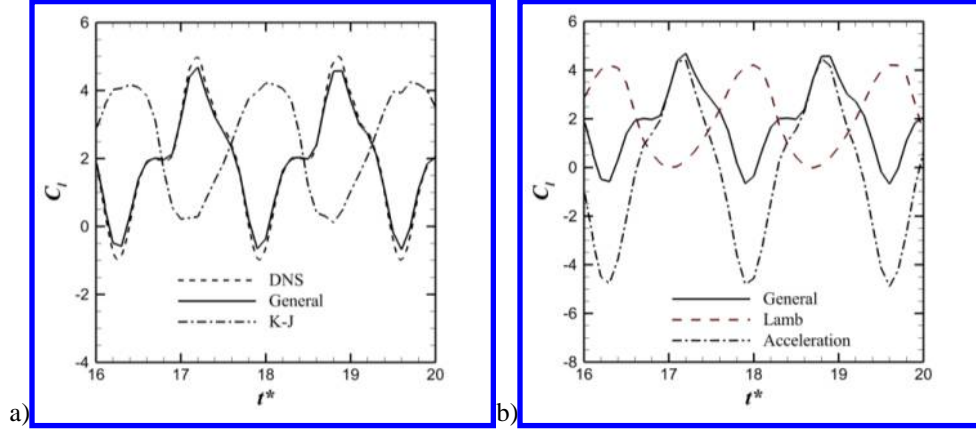 6
4
2
0
-2
-4
C_l
DNS
General
K-J
16 17 18 19 20
t*
a)
6
4
2
0
-2
-4
-6
-8
C_l
General
Lamb
Acceleration
16 17 18 19 20
t*
b)